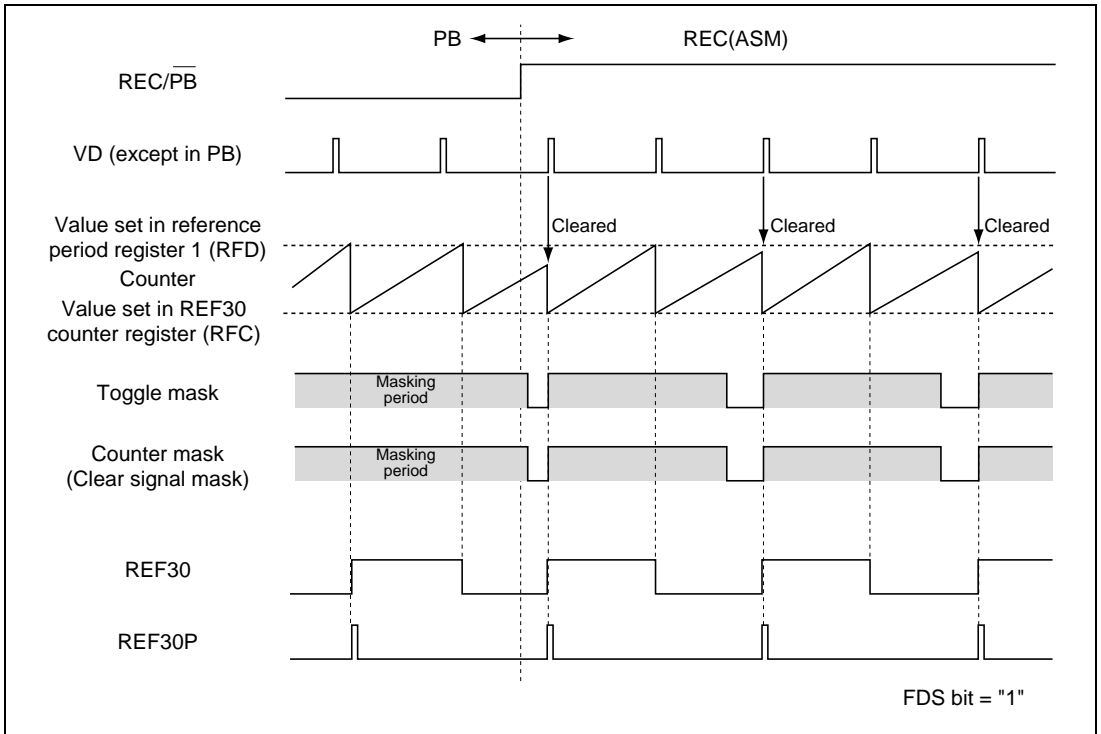 PB
REC(ASM)
REC/P̅B̅
VD (except in PB)
Cleared
Cleared
Cleared
Value set in reference
period register 1 (RFD)
Counter
Value set in REF30
counter register (RFC)
Toggle mask
Masking
period
Counter mask
(Clear signal mask)
Masking
period
REF30
REF30P
FDS bit = "1"